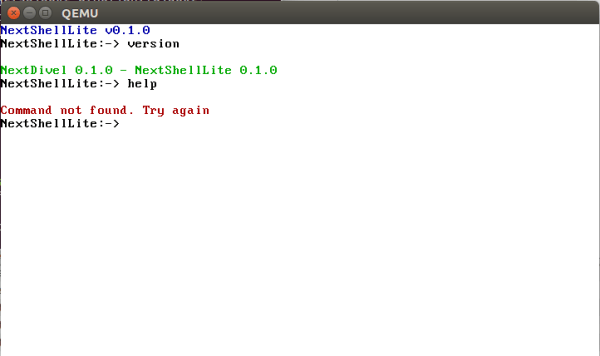 QEMU
NextShellLite v0.1.0
NextShellLite:-> version
NextDivel 0.1.0 - NextShellLite 0.1.0
NextShellLite:-> help
Command not found. Try again
NextShellLite:->